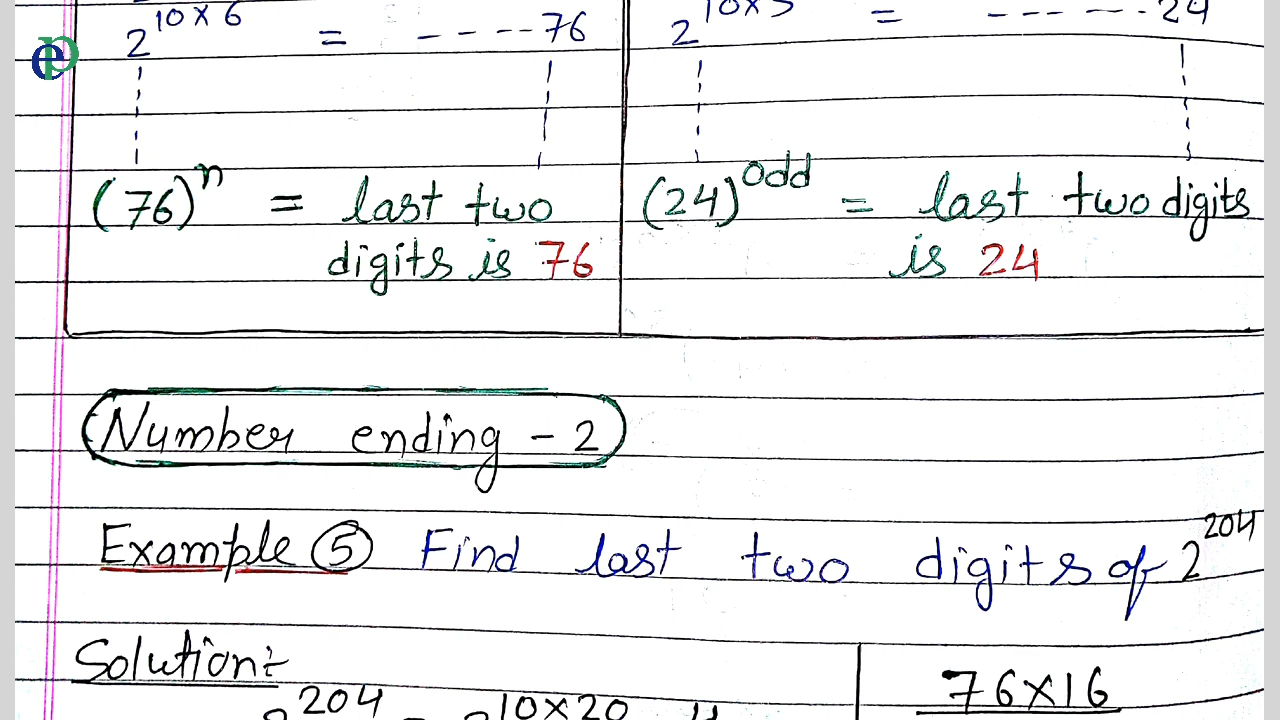 ep
2^10×6 = ----76
2^10×5 = ------24
(76)^n = last two
digits is 76
(24)^Odd = last two digits
is 24
Number ending - 2
Example 5 Find last two digits of 2^204
Solution:-
76×16
2^204 = 2^10×20